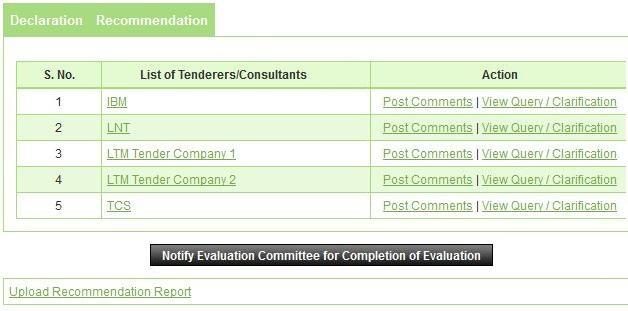 Declaration Recommendation
S. No. List of Tenderers/Consultants Action
1 IBM Post Comments | View Query / Clarification
2 LNT Post Comments | View Query / Clarification
3 LTM Tender Company 1 Post Comments | View Query / Clarification
4 LTM Tender Company 2 Post Comments | View Query / Clarification
5 TCS Post Comments | View Query / Clarification
Notify Evaluation Committee for Completion of Evaluation
Upload Recommendation Report